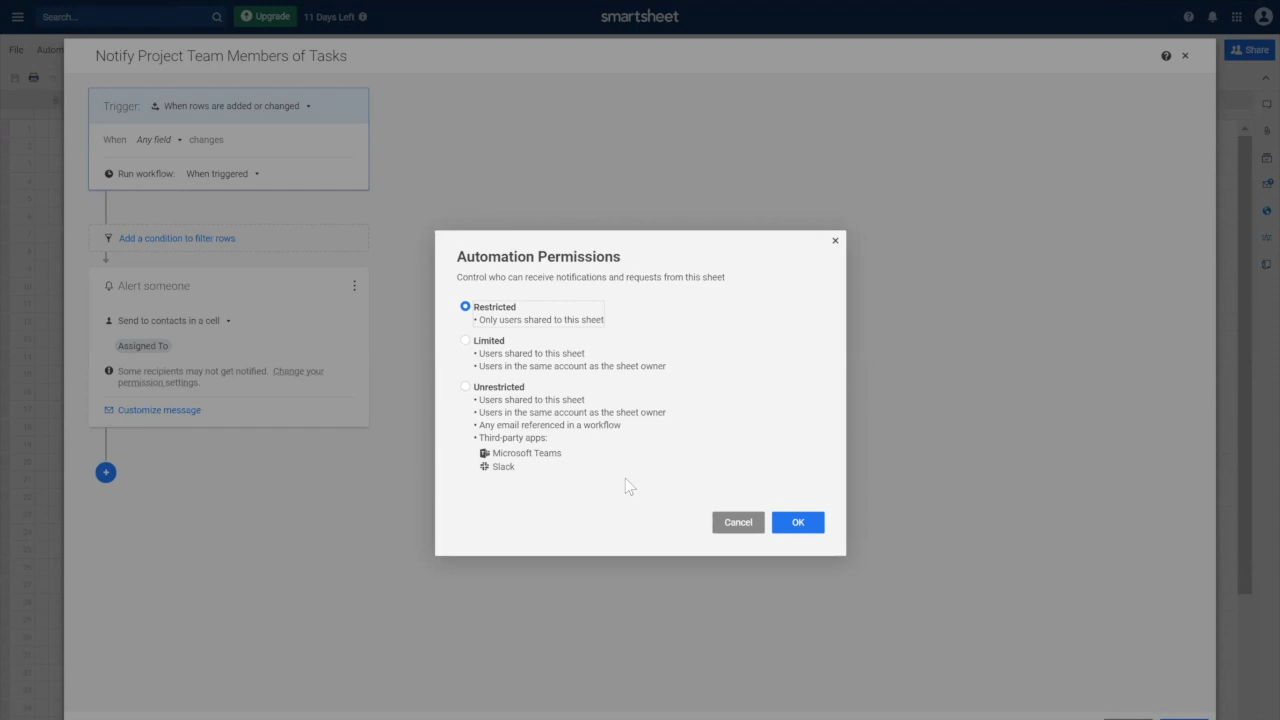 Search...
Upgrade
11 Days Left
smartsheet
File
Autom
Share
Notify Project Team Members of Tasks
Trigger: When rows are added or changed
When Any field changes
Run workflow: When triggered
Add a condition to filter rows
Alert someone
Send to contacts in a cell
Assigned To
Some recipients may not get notified. Change your
permission settings.
Customize message
Automation Permissions
Control who can receive notifications and requests from this sheet
Restricted
• Only users shared to this sheet
Limited
• Users shared to this sheet
• Users in the same account as the sheet owner
Unrestricted
• Users shared to this sheet
• Users in the same account as the sheet owner
• Any email referenced in a workflow
• Third-party apps:
Microsoft Teams
Slack
Cancel
OK